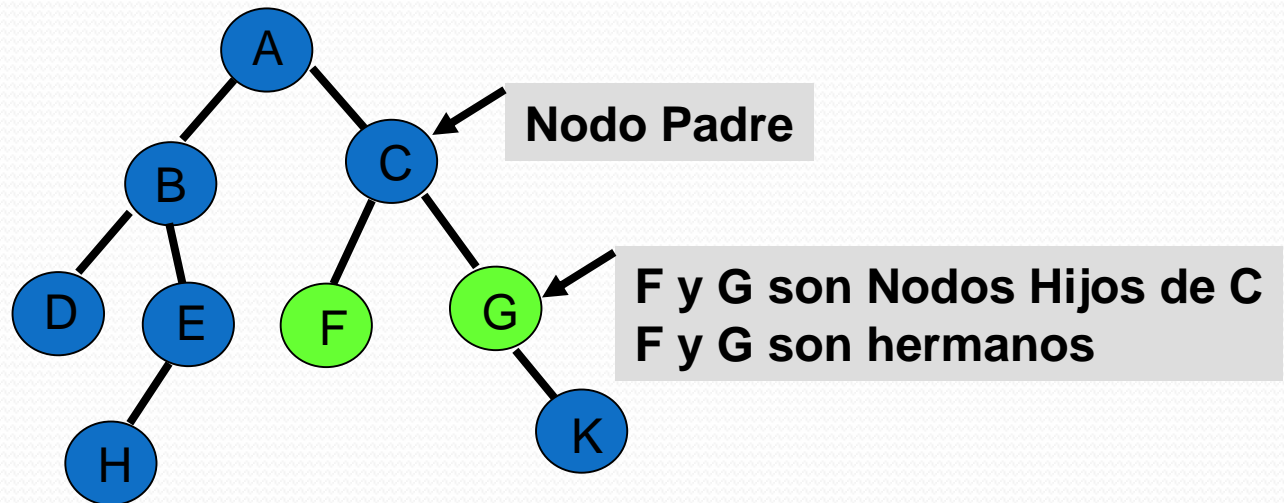 A
Nodo Padre
B
C
D
E
F
G
F y G son Nodos Hijos de C
F y G son hermanos
H
K